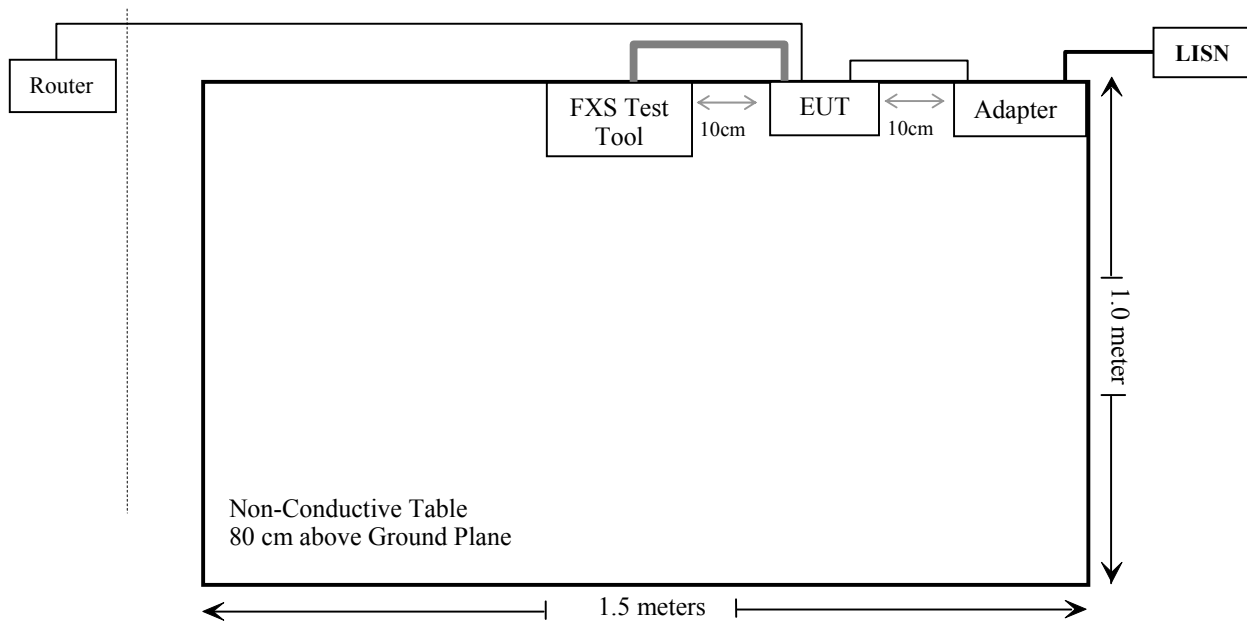 LISN
Router
FXS Test
Tool
10cm
EUT
10cm
Adapter
1.0 meter
Non-Conductive Table
80 cm above Ground Plane
1.5 meters